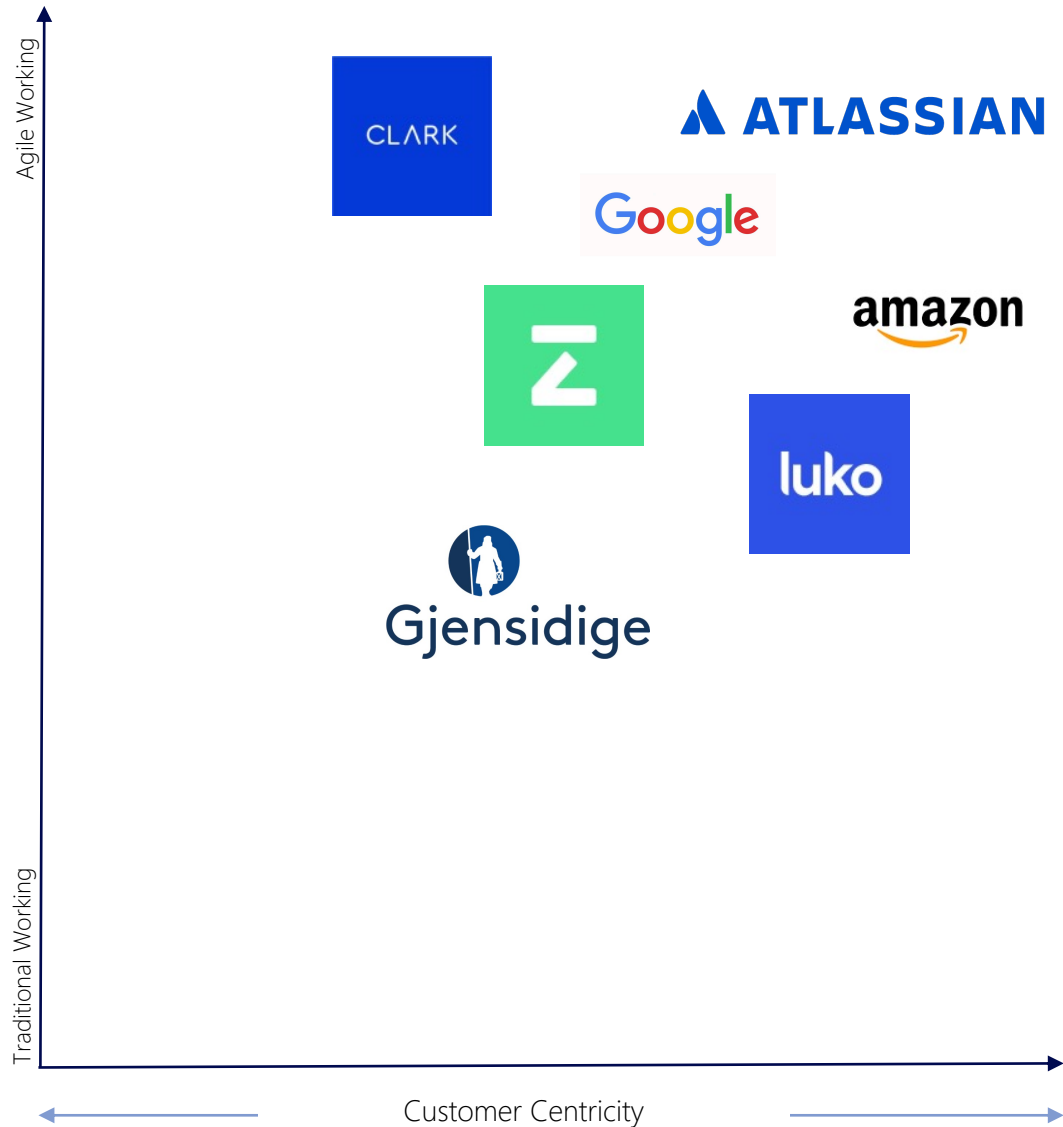 Agile Working
CLARK
ATLASSIAN
Google
amazon
Z
luko
Gjensidige
Traditional Working
Customer Centricity